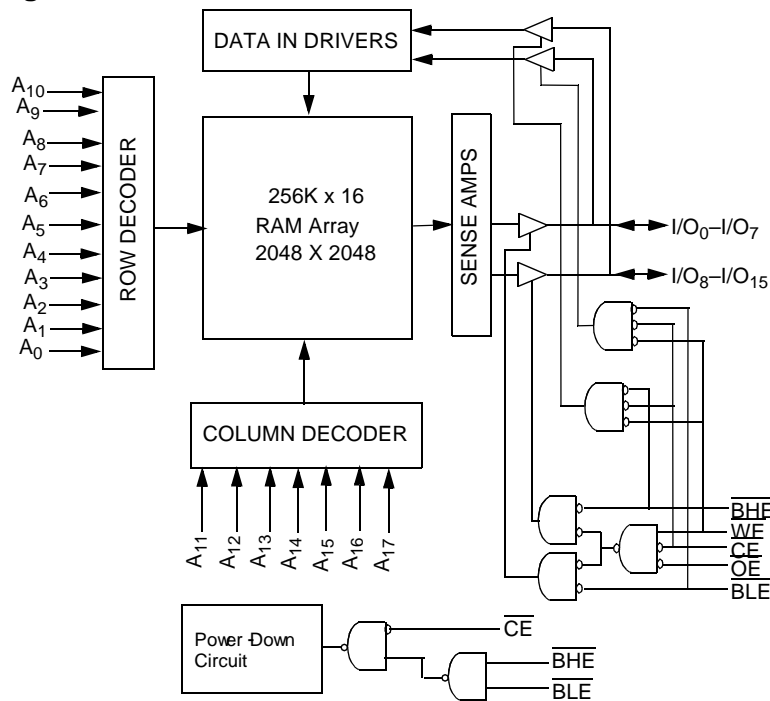 DATA IN DRIVERS
A10
A9
A8
A7
A6
A5
A4
A3
A2
A1
A0
ROW DECODER
256K x 16
RAM Array
2048 X 2048
SENSE AMPS
I/O0–I/O7
I/O8–I/O15
COLUMN DECODER
A11
A12
A13
A14
A15
A16
A17
BHE
WE
CE
OE
BLE
Power -Down
Circuit
CE
BHE
BLE